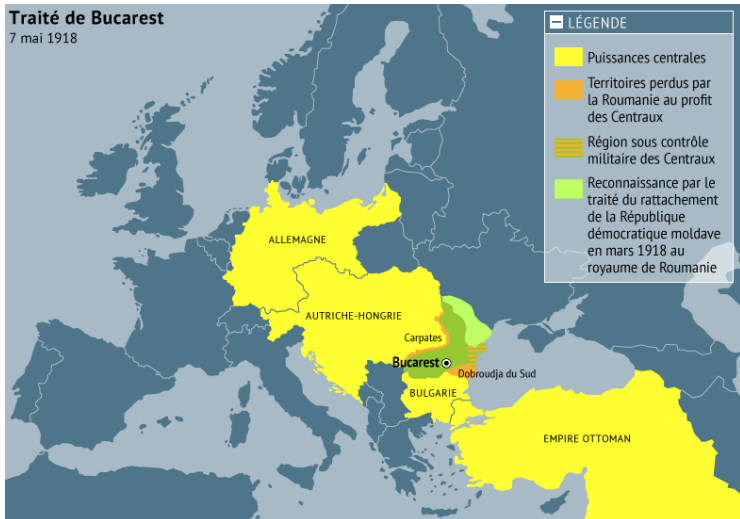 Traité de Bucarest
7 mai 1918
LÉGENDE
Puissances centrales
Territoires perdus par
la Roumanie au profit
des Centraux
Région sous contrôle
militaire des Centraux
Reconnaissance par le
traité du rattachement
de la République
démocratique moldave
en mars 1918 au
royaume de Roumanie
ALLEMAGNE
AUTRICHE-HONGRIE
Carpates
Bucarest
Dobroudja du Sud
BULGARIE
EMPIRE OTTOMAN